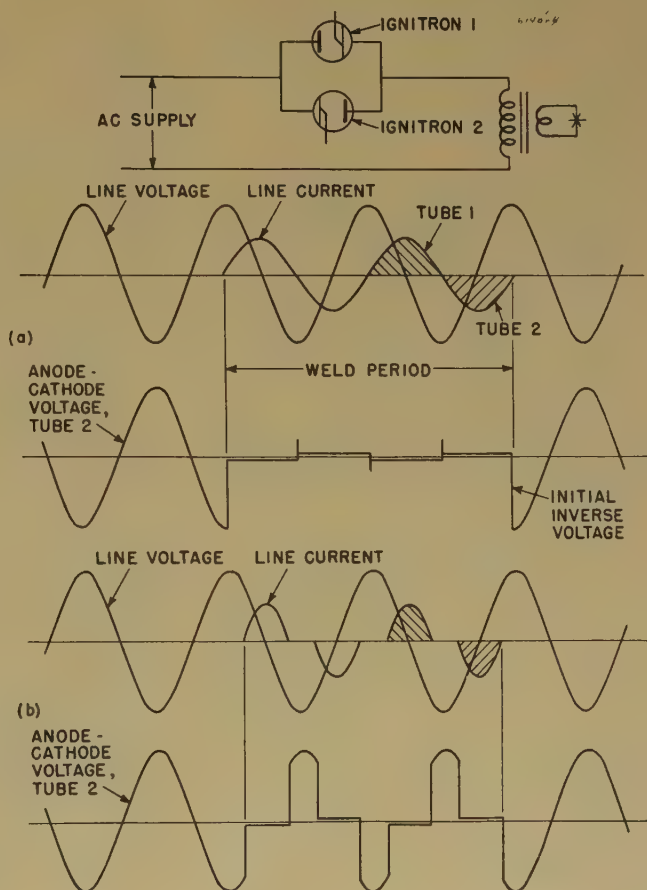 IGNITRON 1
IGNITRON 2
AC SUPPLY
LINE VOLTAGE
LINE CURRENT
TUBE 1
TUBE 2
(a)
WELD PERIOD
ANODE-
CATHODE
VOLTAGE,
TUBE 2
INITIAL
INVERSE
VOLTAGE
LINE VOLTAGE
LINE CURRENT
(b)
ANODE-
CATHODE
VOLTAGE,
TUBE 2